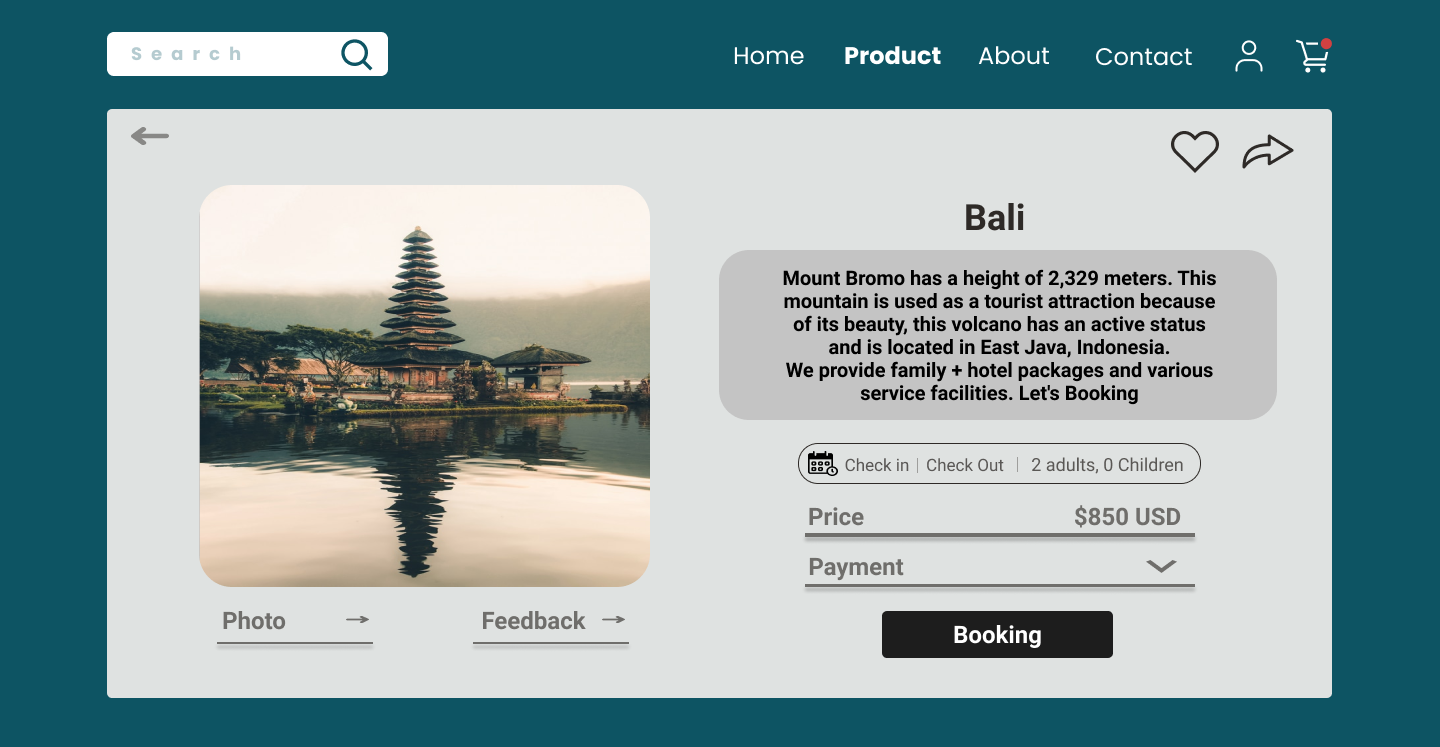 Search
Home Product About Contact
Bali
Mount Bromo has a height of 2,329 meters. This
mountain is used as a tourist attraction because
of its beauty, this volcano has an active status
and is located in East Java, Indonesia.
We provide family + hotel packages and various
service facilities. Let's Booking
Check in | Check Out | 2 adults, 0 Children
Price $850 USD
Payment
Photo Feedback
Booking